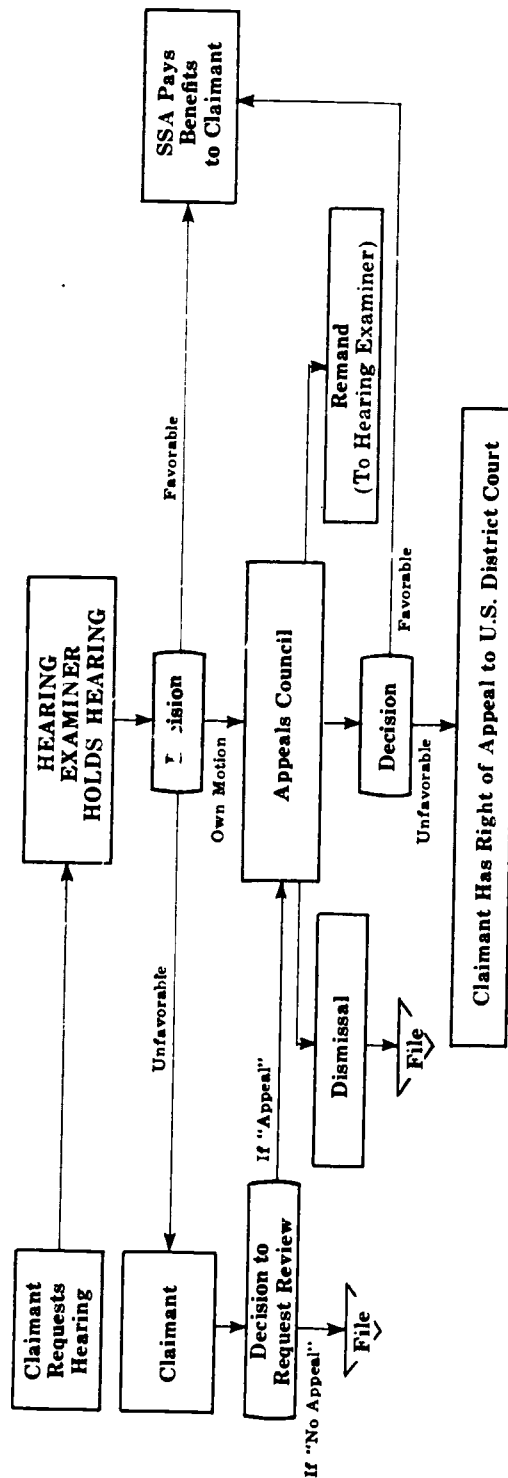 Claimant
Requests
Hearing
HEARING
EXAMINER
HOLDS HEARING
SSA Pays
Benefits
to Claimant
Unfavorable
Favorable
Claimant
Own Motion
Decision to
Request Review
If "Appeal"
If "No Appeal"
File
Appeals Council
Dismissal
File
Remand
(To Hearing Examiner)
Decision
Favorable
Unfavorable
Claimant Has Right of Appeal to U.S. District Court